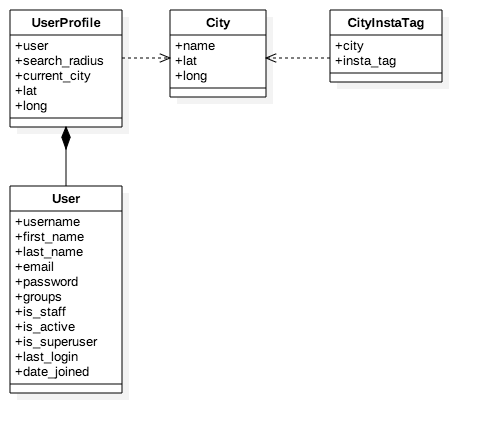 UserProfile
+user
+search_radius
+current_city
+lat
+long
City
+name
+lat
+long
CityInstaTag
+city
+insta_tag
User
+username
+first_name
+last_name
+email
+password
+groups
+is_staff
+is_active
+is_superuser
+last_login
+date_joined